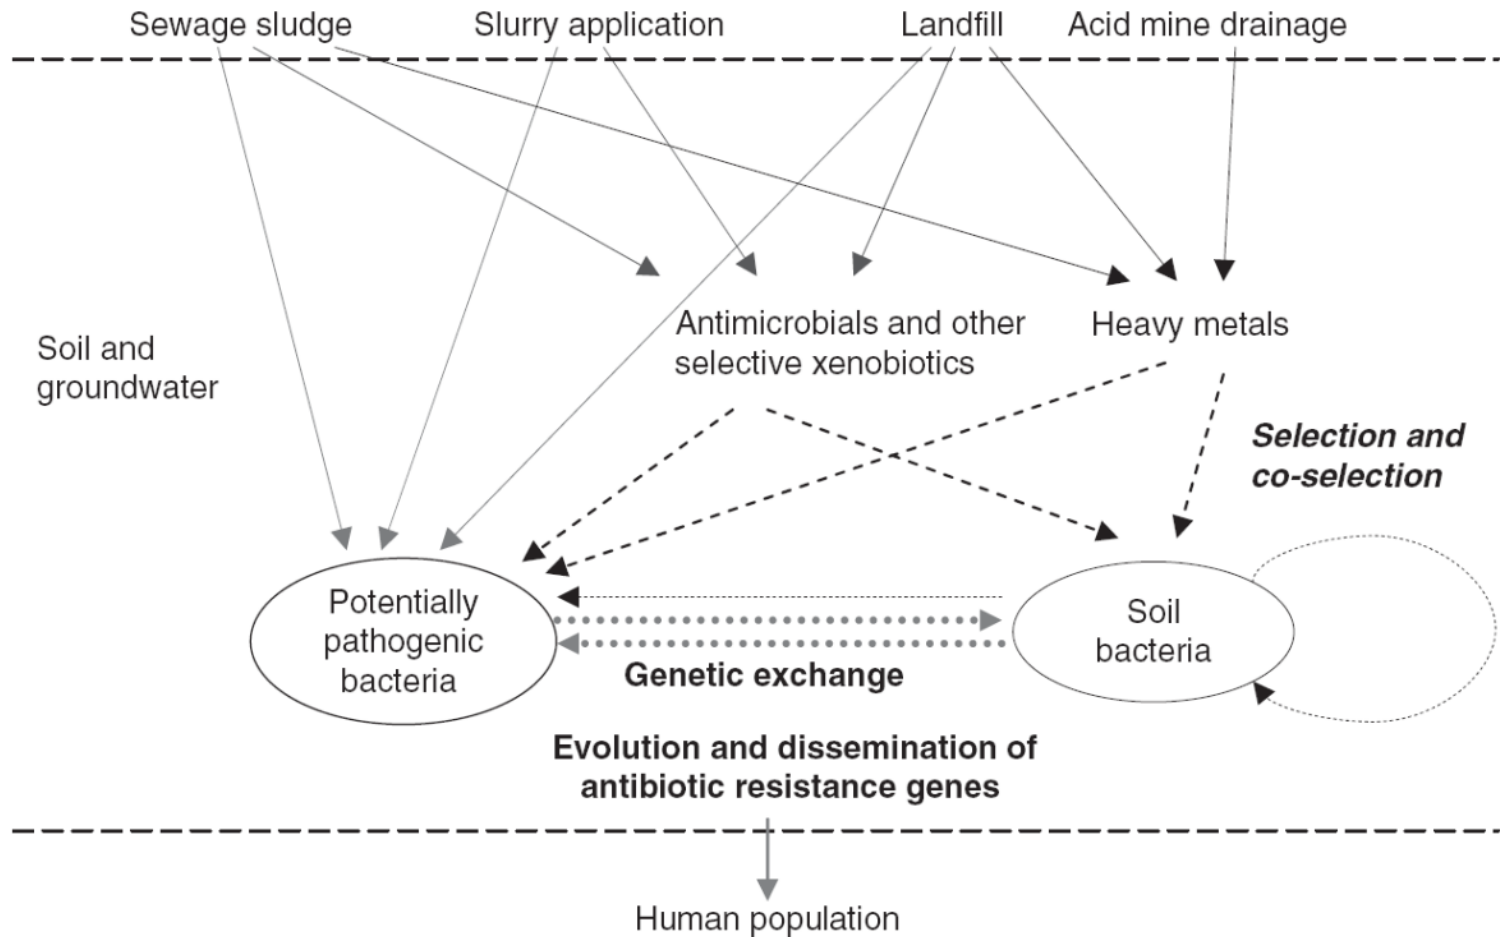 Sewage sludge
Slurry application
Landfill
Acid mine drainage
Soil and
groundwater
Antimicrobials and other
selective xenobiotics
Heavy metals
Selection and
co-selection
Potentially
pathogenic
bacteria
Soil
bacteria
Genetic exchange
Evolution and dissemination of
antibiotic resistance genes
Human population